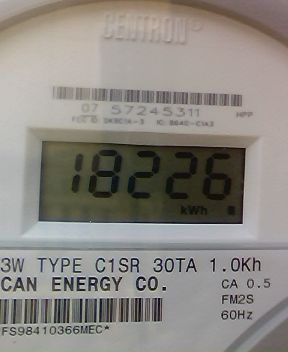 CENTRON®
07 57245311
HPP
18226
kWh
3W TYPE C1SR 30TA 1.0Kh
CAN ENERGY CO.
CA 0.5
FM2S
60Hz
FS98410366MEC*